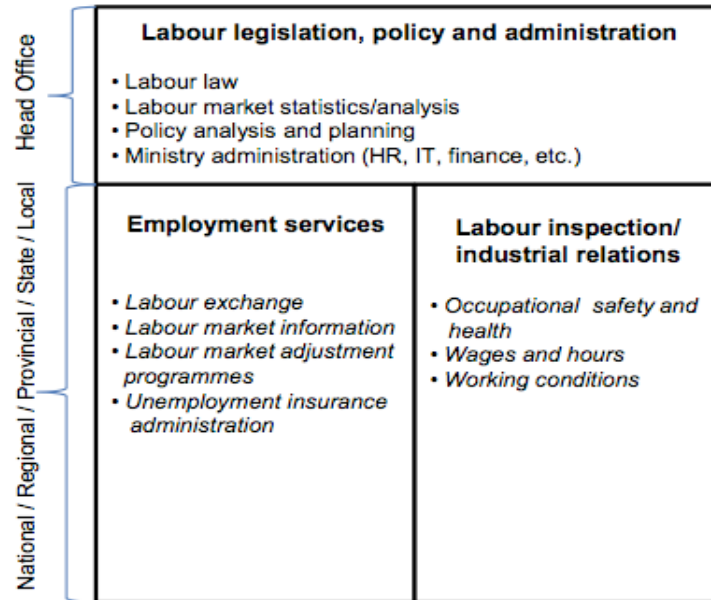 Head Office
Labour legislation, policy and administration
• Labour law
• Labour market statistics/analysis
• Policy analysis and planning
• Ministry administration (HR, IT, finance, etc.)
National / Regional / Provincial / State / Local
Employment services
• Labour exchange
• Labour market information
• Labour market adjustment
programmes
• Unemployment insurance
administration
Labour inspection/
industrial relations
• Occupational safety and
health
• Wages and hours
• Working conditions